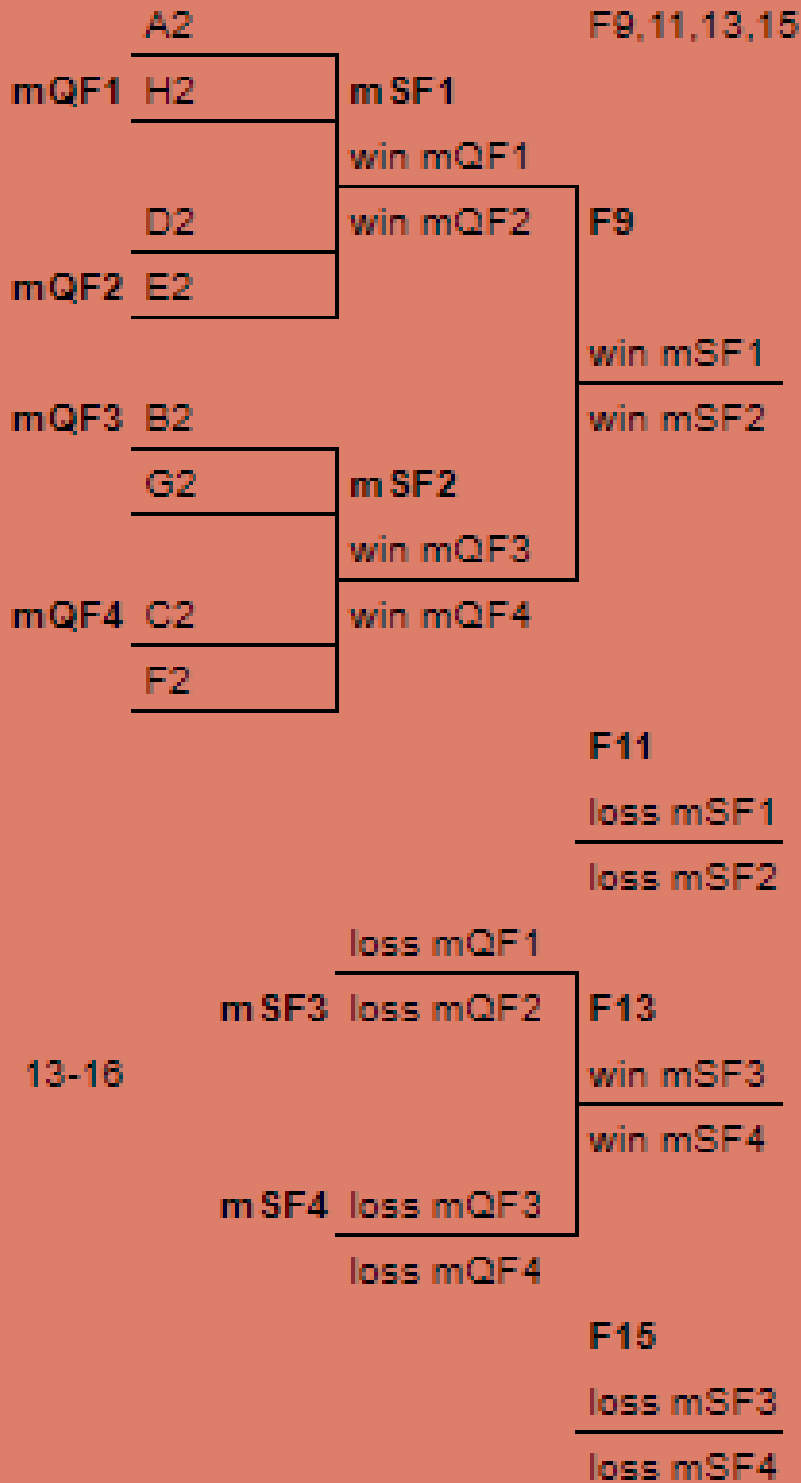 A2 F9,11,13,15
mQF1 H2 mSF1
win mQF1
D2 win mQF2 F9
mQF2 E2
win mSF1
mQF3 B2 win mSF2
G2 mSF2
win mQF3
mQF4 C2 win mQF4
F2
F11
loss mSF1
loss mSF2
loss mQF1
mSF3 loss mQF2 F13
13-16 win mSF3
win mSF4
mSF4 loss mQF3
loss mQF4
F15
loss mSF3
loss mSF4